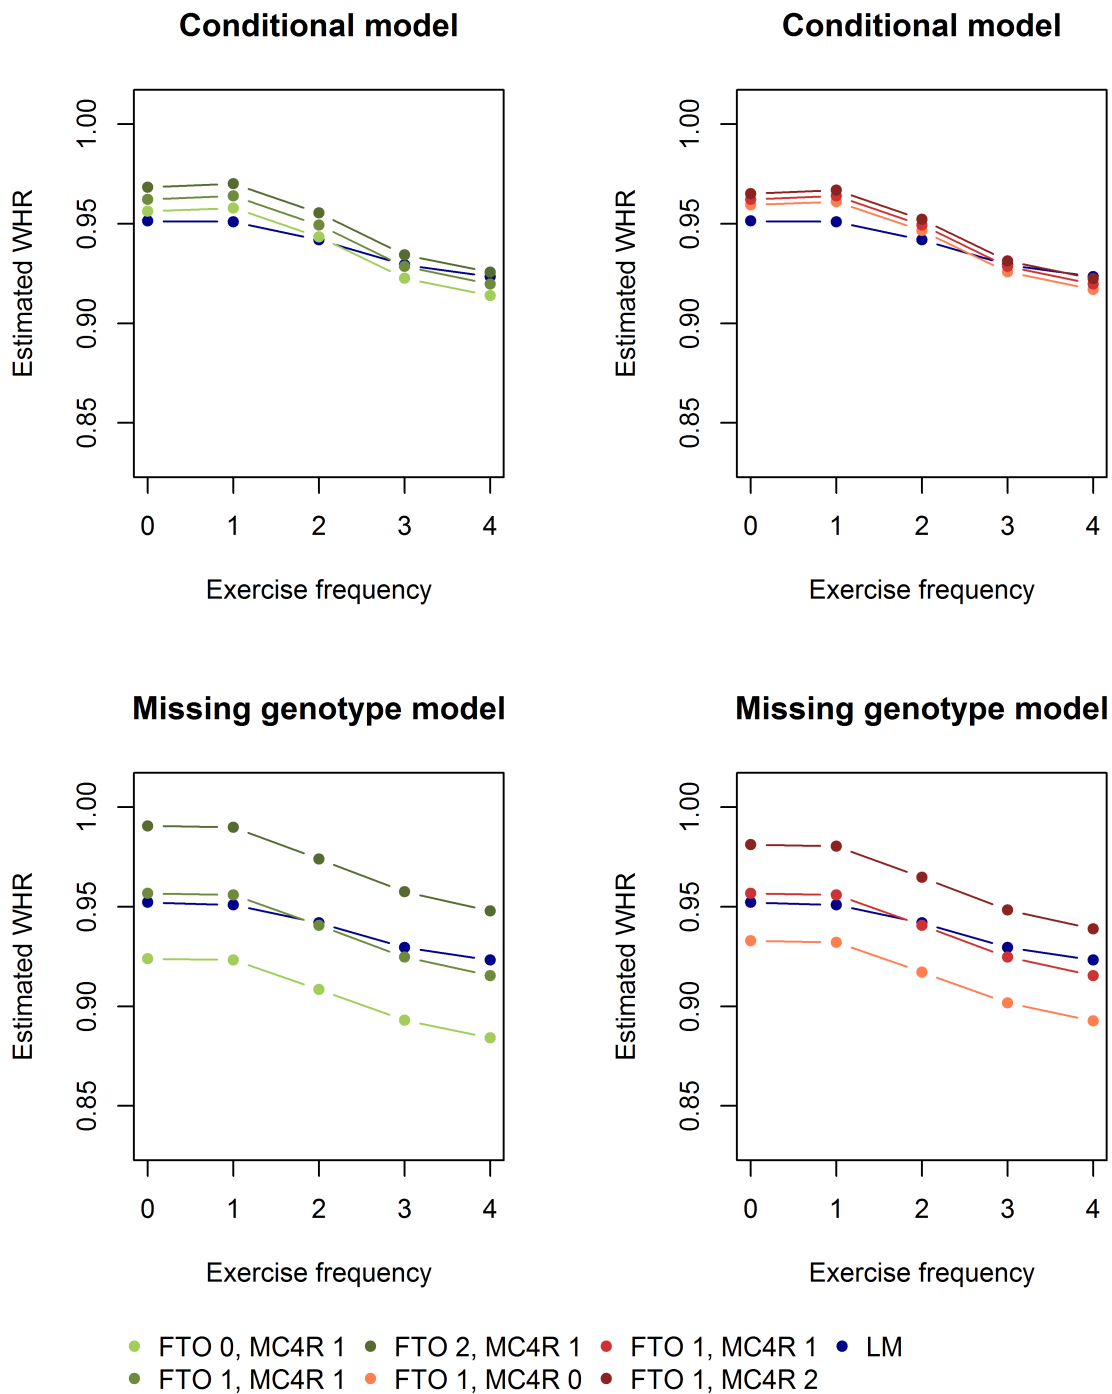 Conditional model
Conditional model
Estimated WHR
1.00
0.95
0.90
0.85
0 1 2 3 4
Exercise frequency
Estimated WHR
1.00
0.95
0.90
0.85
0 1 2 3 4
Exercise frequency
Missing genotype model
Missing genotype model
Estimated WHR
1.00
0.95
0.90
0.85
0 1 2 3 4
Exercise frequency
Estimated WHR
1.00
0.95
0.90
0.85
0 1 2 3 4
Exercise frequency
FTO 0, MC4R 1 FTO 2, MC4R 1 FTO 1, MC4R 1 LM
FTO 1, MC4R 1 FTO 1, MC4R 0 FTO 1, MC4R 2